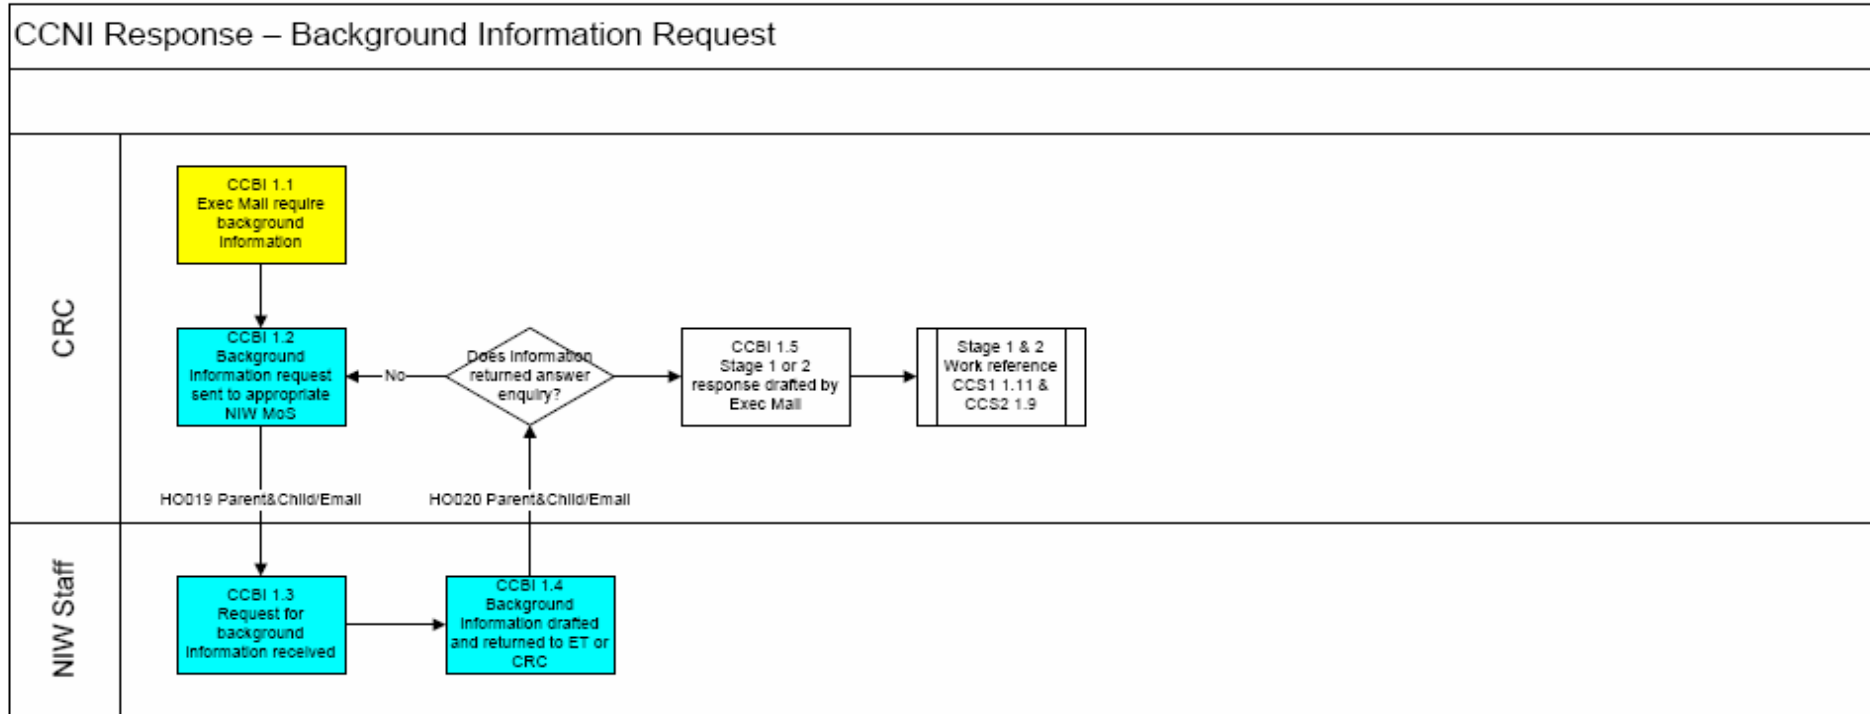 CCNI Response – Background Information Request
CRC
CCBI 1.1
Exec Mail require
background
information
CCBI 1.2
Background
information request
sent to appropriate
NIW MoS
No
Does information
returned answer
enquiry?
CCBI 1.5
Stage 1 or 2
response drafted by
Exec Mail
Stage 1 & 2
Work reference
CCS1 1.11 &
CCS2 1.9
HO019 Parent&Child/Email
HO020 Parent&Child/Email
NIW Staff
CCBI 1.3
Request for
background
information received
CCBI 1.4
Background
information drafted
and returned to ET or
CRC